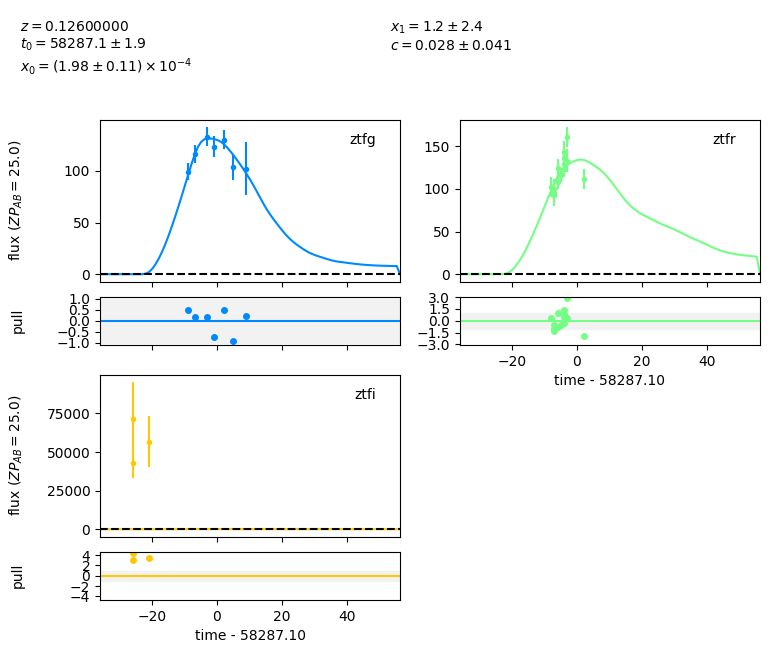 z = 0.12600000
t₀ = 58287.1 ± 1.9
x₀ = (1.98 ± 0.11) × 10⁻⁴
x₁ = 1.2 ± 2.4
c = 0.028 ± 0.041
flux (ZP_AB = 25.0)
100
50
0
ztfg
150
100
50
0
ztfr
pull
1.0
0.5
0.0
−0.5
−1.0
3.0
1.5
0.0
−1.5
−3.0
−20 0 20 40
time - 58287.10
flux (ZP_AB = 25.0)
75000
50000
25000
0
ztfi
pull
4
2
0
−2
−4
−20 0 20 40
time - 58287.10